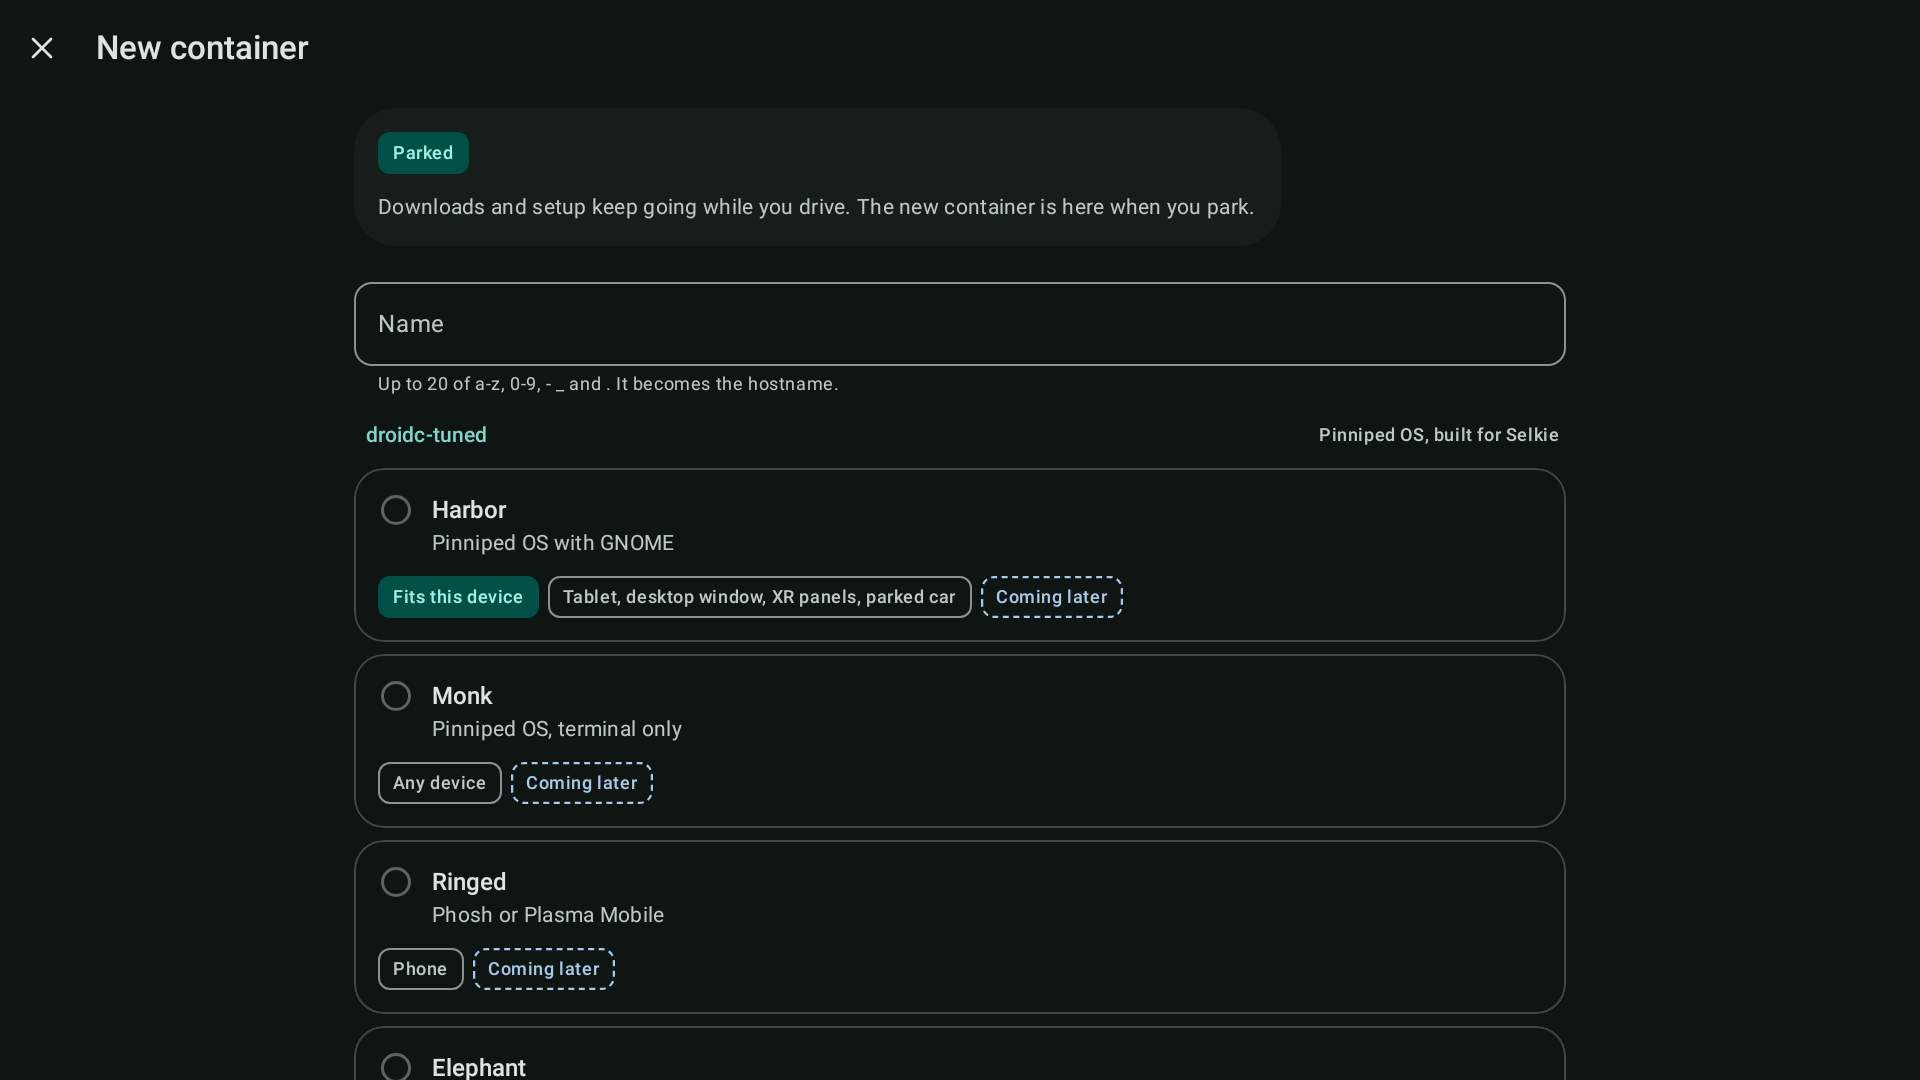 New container
Parked
Downloads and setup keep going while you drive. The new container is here when you park.
Name
Up to 20 of a-z, 0-9, - _ and . It becomes the hostname.
droidc-tuned
Pinniped OS, built for Selkie
Harbor
Pinniped OS with GNOME
Fits this device
Tablet, desktop window, XR panels, parked car
Coming later
Monk
Pinniped OS, terminal only
Any device
Coming later
Ringed
Phosh or Plasma Mobile
Phone
Coming later
Elephant